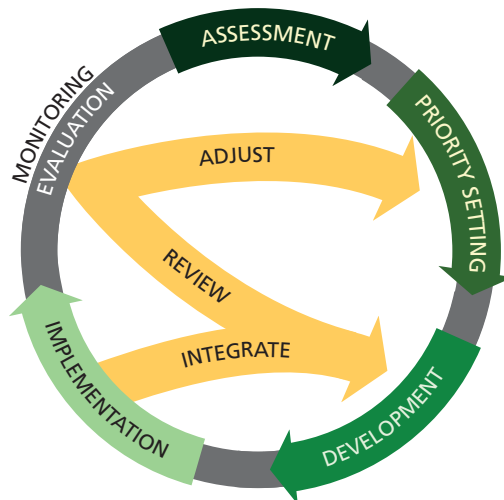 ASSESSMENT
PRIORITY SETTING
DEVELOPMENT
IMPLEMENTATION
MONITORING
EVALUATION
ADJUST
REVIEW
INTEGRATE